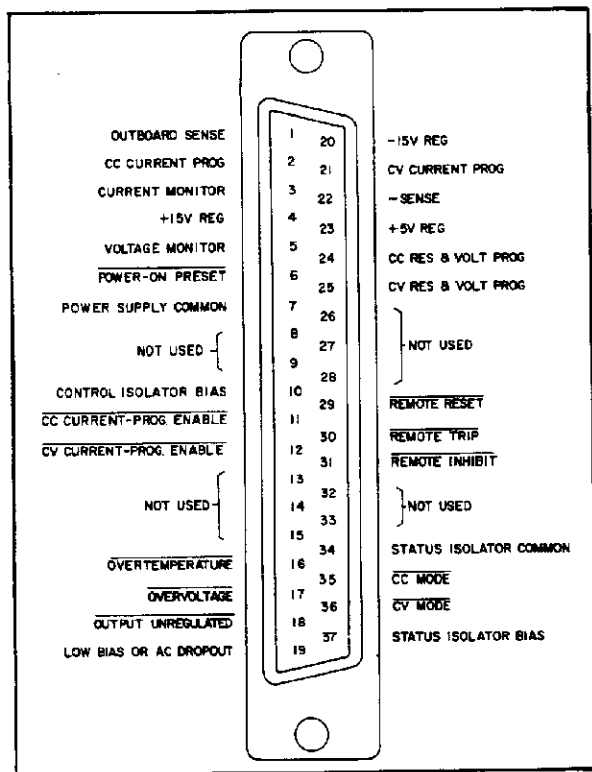 OUTBOARD SENSE 1
CC CURRENT PROG 2
CURRENT MONITOR 3
+15V REG 4
VOLTAGE MONITOR 5
POWER-ON PRESET 6
POWER SUPPLY COMMON 7
8
NOT USED
9
CONTROL ISOLATOR BIAS 10
CC CURRENT-PROG. ENABLE 11
CV CURRENT-PROG. ENABLE 12
13
NOT USED 14
15
OVERTEMPERATURE 16
OVERVOLTAGE 17
OUTPUT UNREGULATED 18
LOW BIAS OR AC DROPOUT 19
20 -15V REG
21 CV CURRENT PROG
22 -SENSE
23 +5V REG
24 CC RES & VOLT PROG
25 CV RES & VOLT PROG
26
27 NOT USED
28
29 REMOTE RESET
30 REMOTE TRIP
31 REMOTE INHIBIT
32
NOT USED
33
34 STATUS ISOLATOR COMMON
35 CC MODE
36 CV MODE
37 STATUS ISOLATOR BIAS